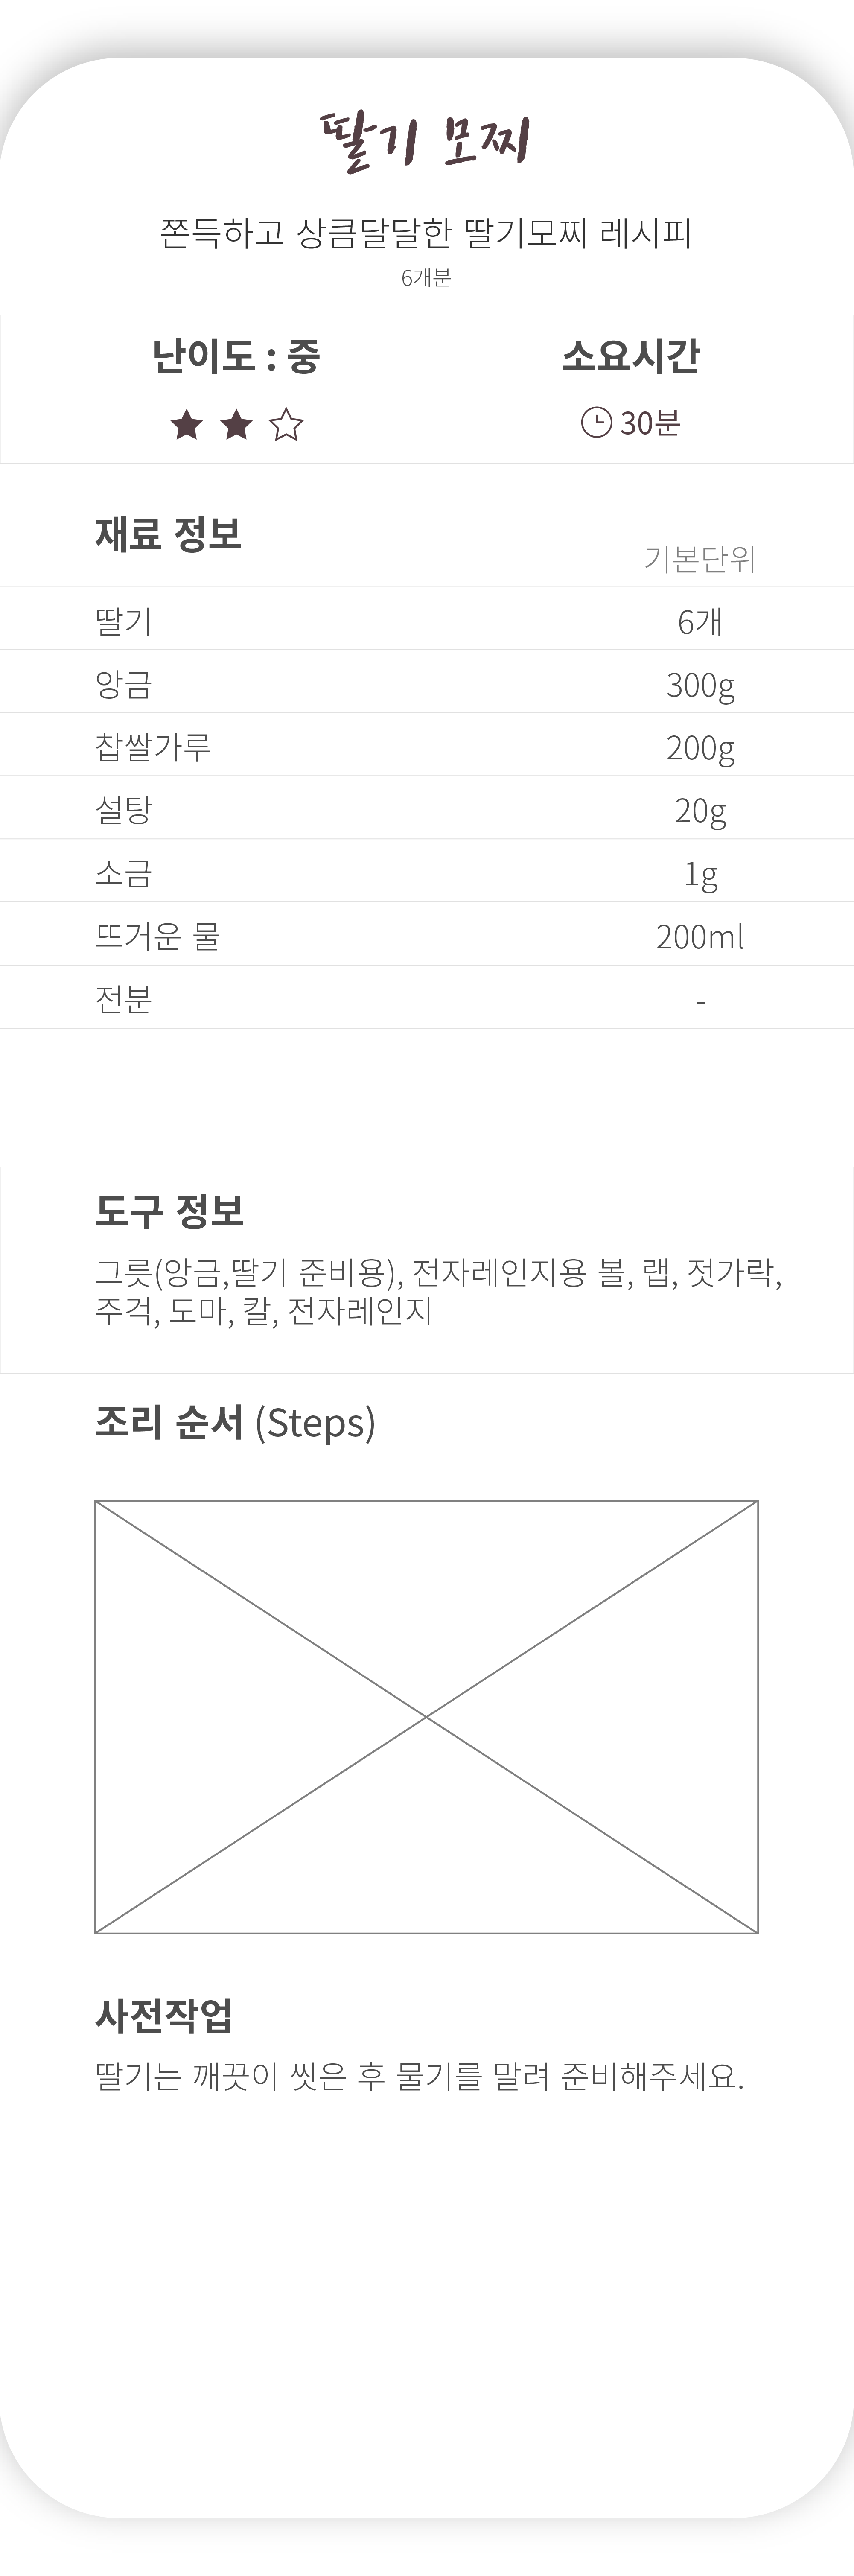 딸기 모찌
쫀득하고 상큼달달한 딸기모찌 레시피
6개분
난이도 : 중
소요시간
30분
재료 정보
기본단위
딸기 6개
앙금 300g
찹쌀가루 200g
설탕 20g
소금 1g
뜨거운 물 200ml
전분 -
도구 정보
그릇(앙금,딸기 준비용), 전자레인지용 볼, 랩, 젓가락,
주걱, 도마, 칼, 전자레인지
조리 순서 (Steps)
사전작업
딸기는 깨끗이 씻은 후 물기를 말려 준비해주세요.